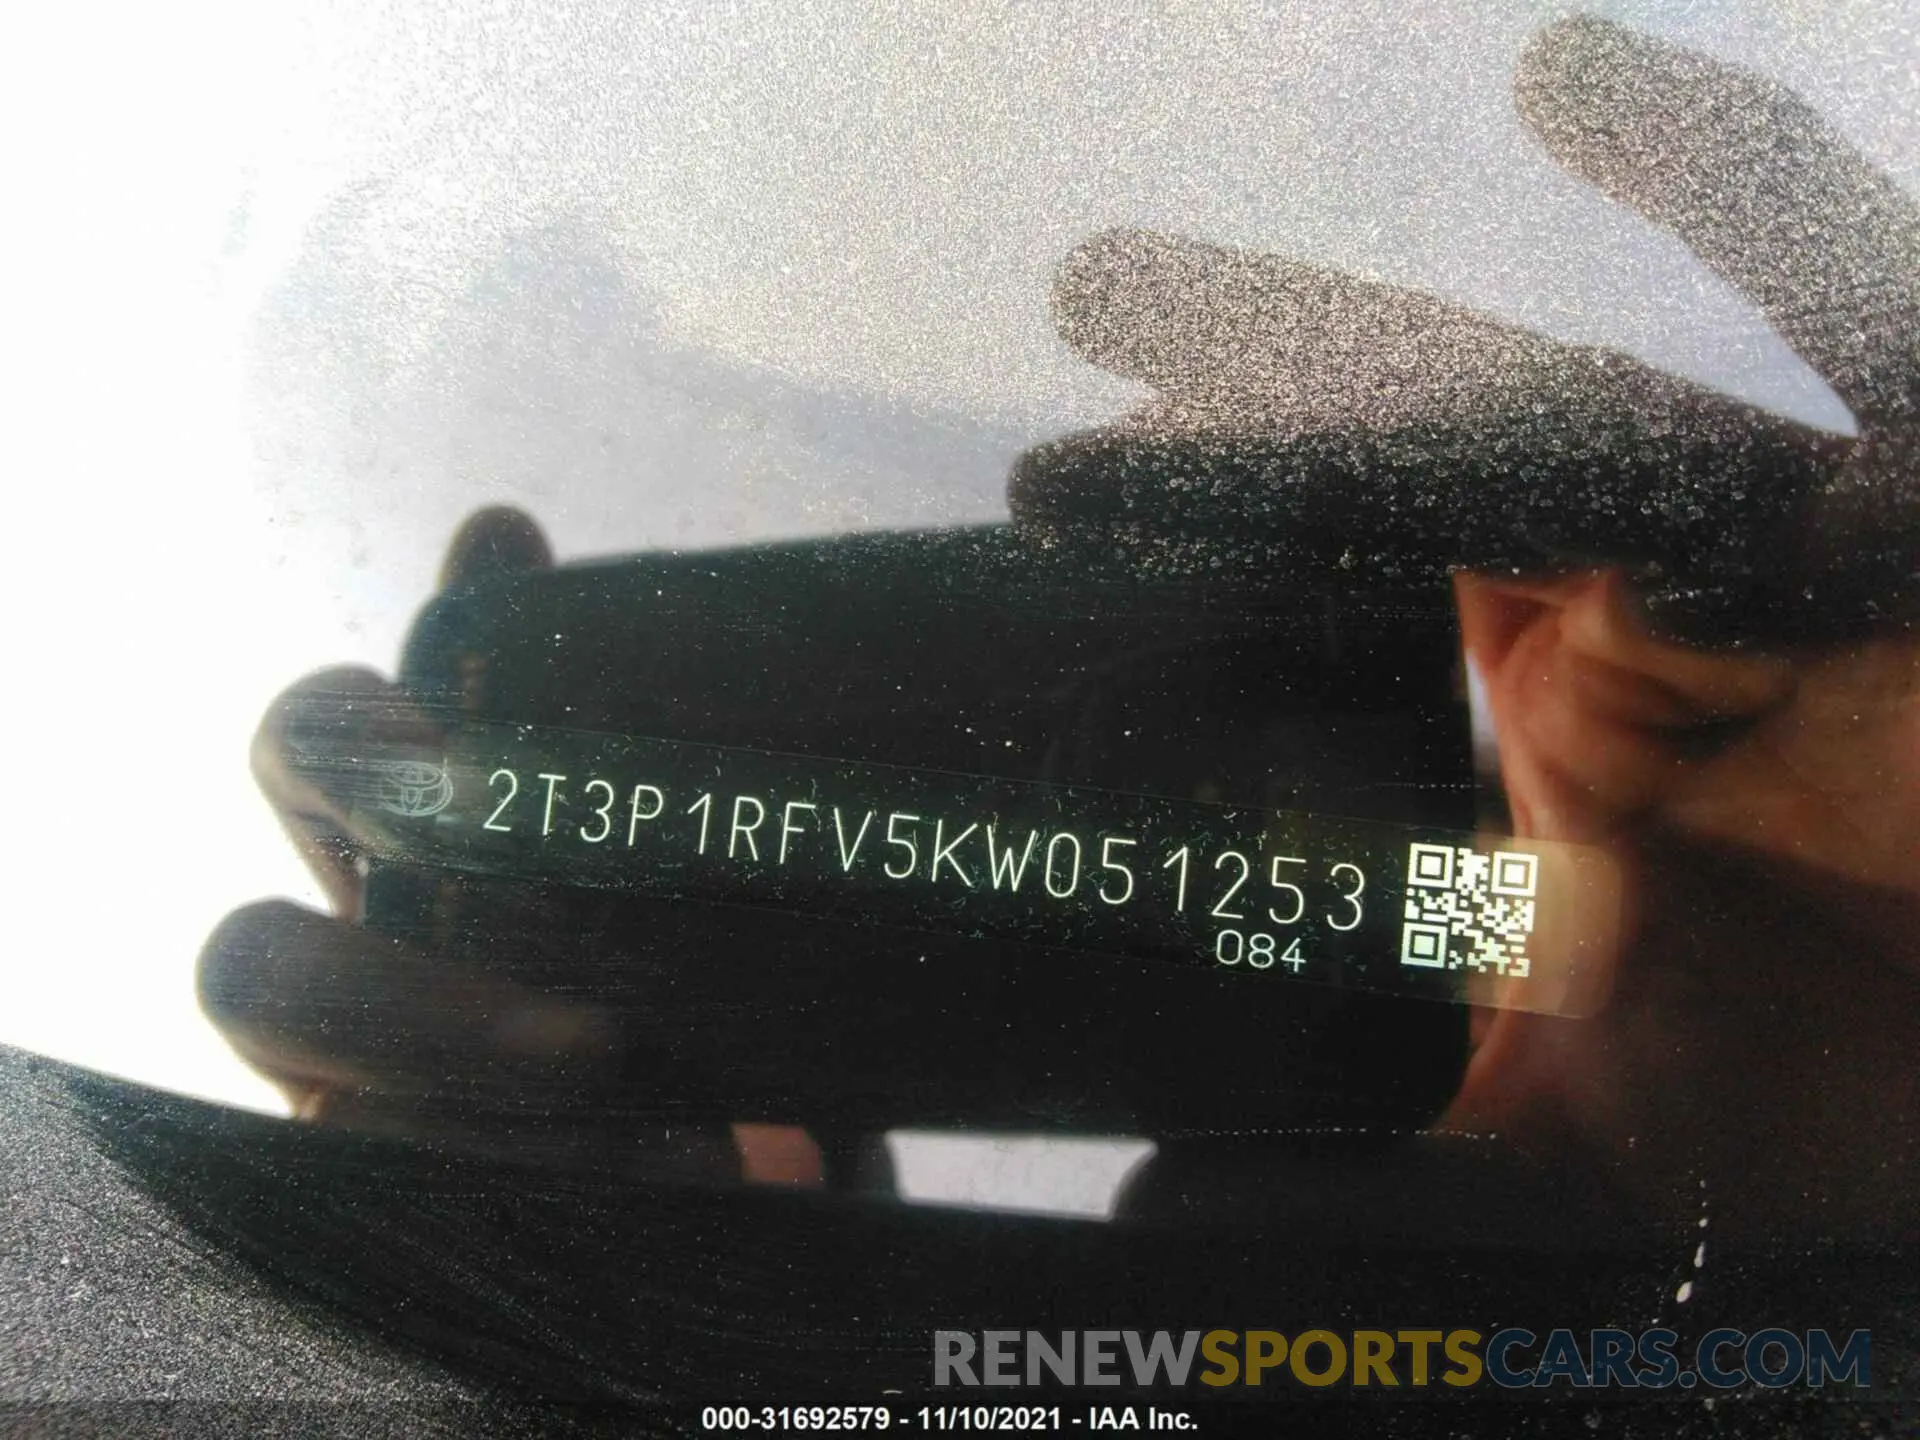 2T3P1RFV5KW051253
084
RENEWSPORTSCARS.COM
000-31692579 - 11/10/2021 - IAA Inc.